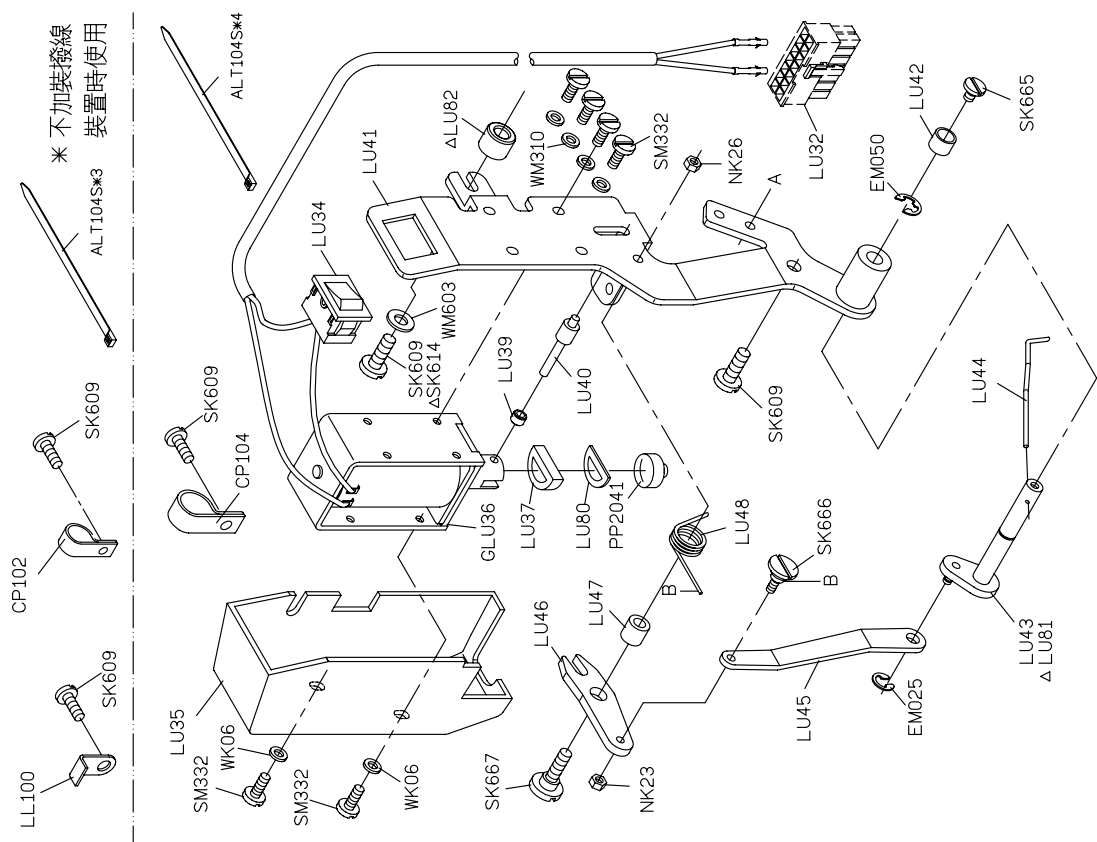 * 不加裝撥線
裝置時使用
LL100
SK609
CP102
SK609
ALT104S*3
SM332
WK06
LU35
SM332
WK06
CP104
SK609
ALT104S*4
GLU36
LU37
LU80
PP2041
LU39
LU40
SK609
△SK614
WM603
LU34
LU41
△LU82
WM310
SM332
NK26
LU32
A
SK609
EM050
LU42
SK665
SK667
NK23
LU46
LU47
B
LU48
SK666
B
LU45
EM025
LU43
△LU81
LU44